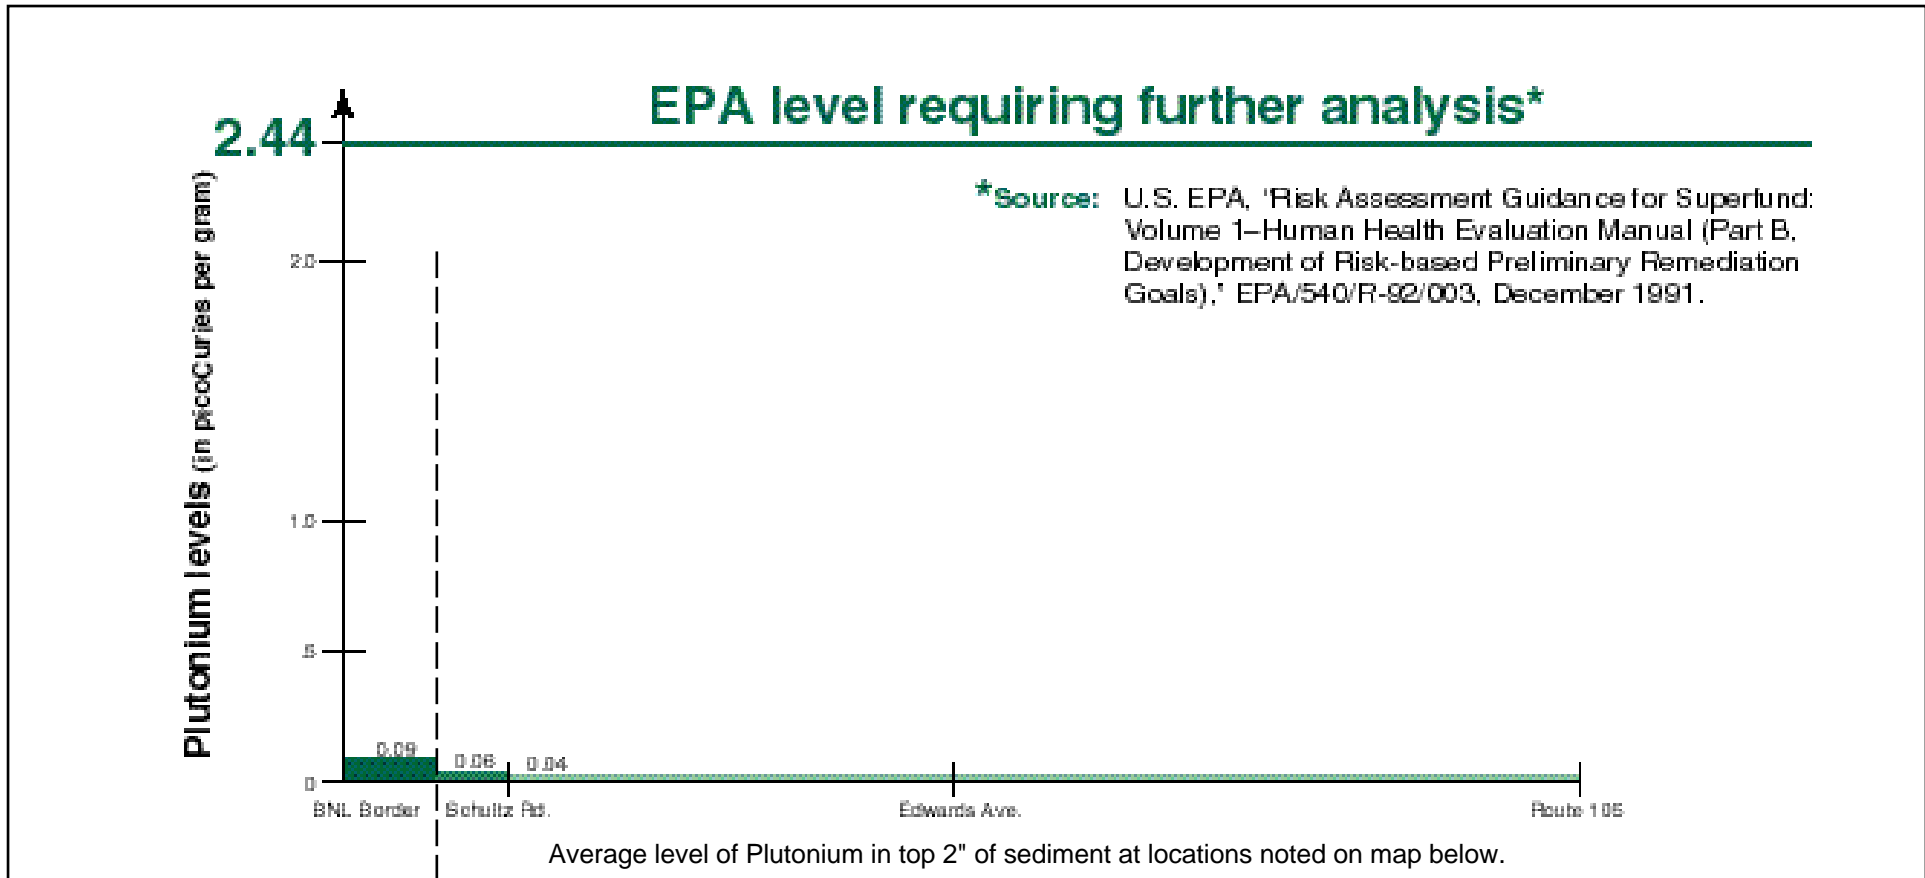 EPA level requiring further analysis*
2.44
Plutonium levels (in picoCuries per gram)
*Source: U.S. EPA, "Risk Assessment Guidance for Superfund:
Volume 1–Human Health Evaluation Manual (Part B,
Development of Risk-based Preliminary Remediation
Goals)," EPA/540/R-92/003, December 1991.
2.0
1.0
.5
0.09
0.06
0.04
0
BNL Border
Schultz Rd.
Edwards Ave.
Route 105
Average level of Plutonium in top 2" of sediment at locations noted on map below.